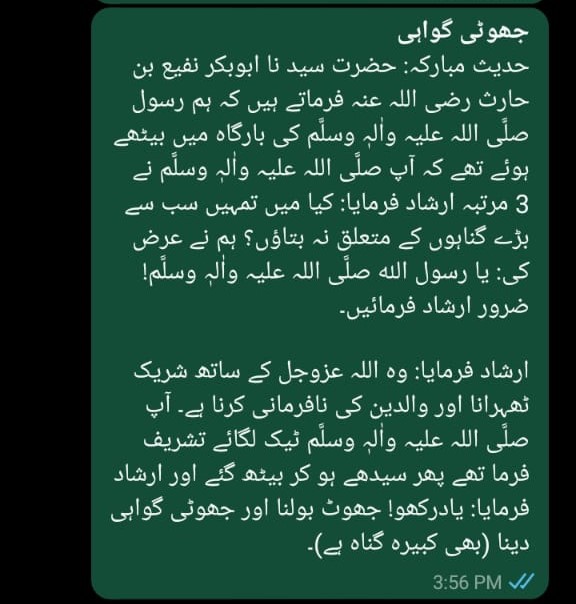 جھوٹی گواہی
حدیث مبارکہ: حضرت سید نا ابوبکر نفیع بن
حارث رضی اللہ عنہ فرماتے ہیں کہ ہم رسول
صلَّی اللہ علیہ واٰلہٖ وسلَّم کی بارگاہ میں بیٹھے
ہوئے تھے کہ آپ صلَّی اللہ علیہ واٰلہٖ وسلَّم نے
3 مرتبہ ارشاد فرمایا: کیا میں تمہیں سب سے
بڑے گناہوں کے متعلق نہ بتاؤں؟ ہم نے عرض
کی: یا رسول الله صلَّی اللہ علیہ واٰلہٖ وسلَّم!
ضرور ارشاد فرمائیں۔
ارشاد فرمایا: وہ اللہ عزوجل کے ساتھ شریک
ٹھہرانا اور والدین کی نافرمانی کرنا ہے۔ آپ
صلَّی اللہ علیہ واٰلہٖ وسلَّم ٹیک لگائے تشریف
فرما تھے پھر سیدھے ہو کر بیٹھ گئے اور ارشاد
فرمایا: یادرکھو! جھوٹ بولنا اور جھوٹی گواہی
دینا (بھی کبیرہ گناہ ہے)۔
3:56 PM